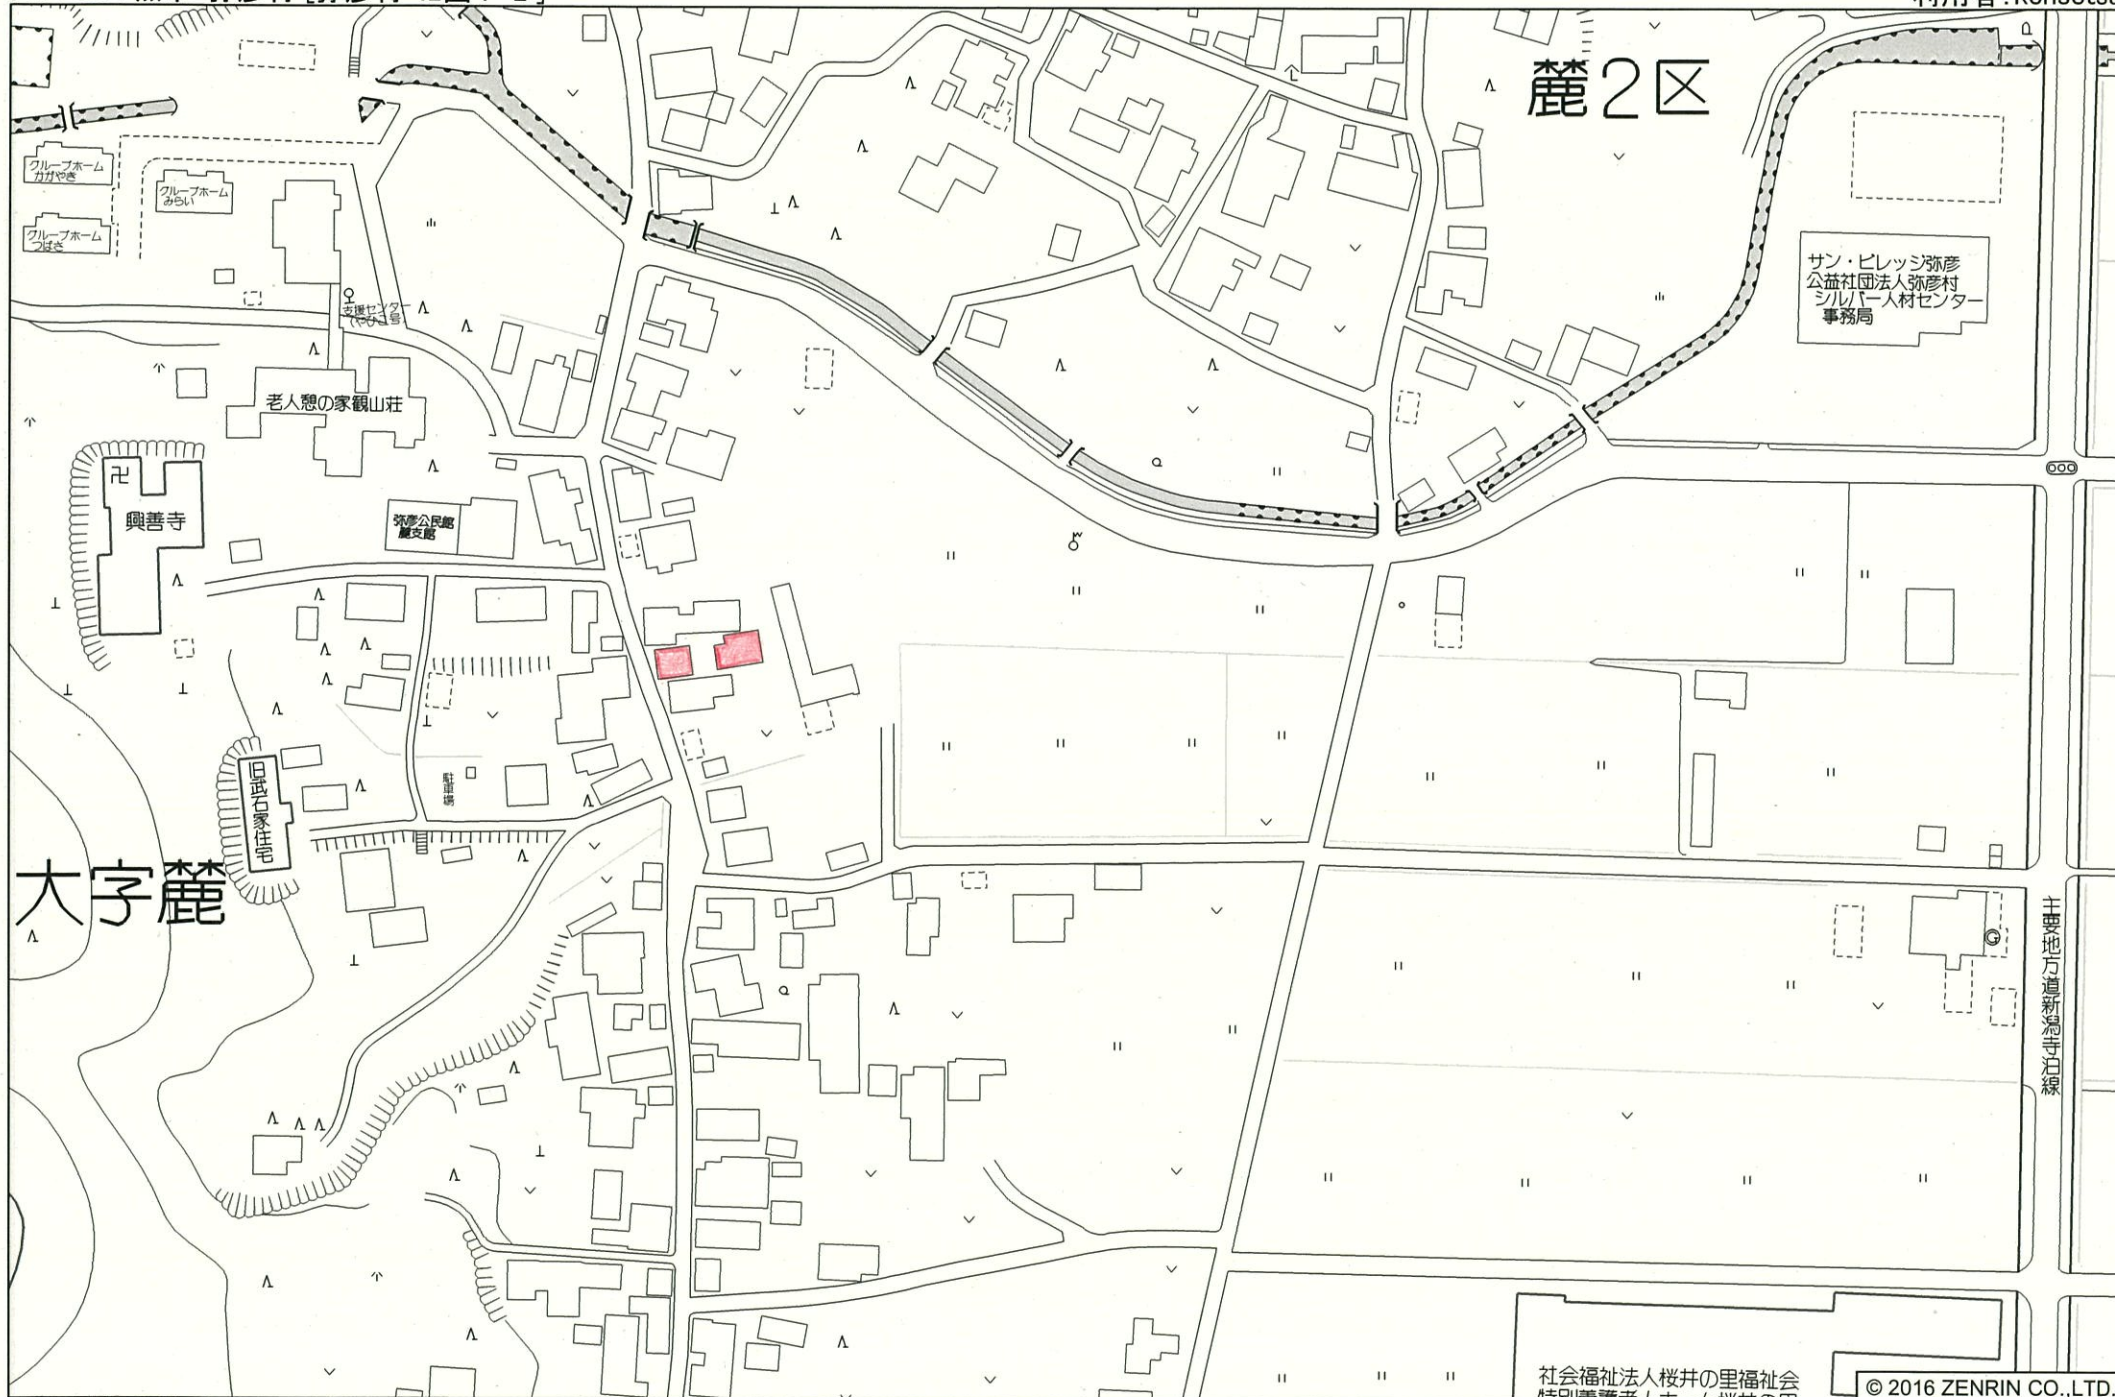 麓2区
グループホーム
かがやき
グループホーム
みらい
グループホーム
つばさ
サン・ビレッジ弥彦
公益社団法人弥彦村
シルバー人材センター
事務局
支援センター
老人憩の家観山荘
卍
興善寺
弥彦公民館
麓支館
旧武石家住宅
駐車場
大字麓
主要地方道新潟寺泊線
社会福祉法人桜井の里福祉会
© 2016 ZENRIN CO.,LTD.